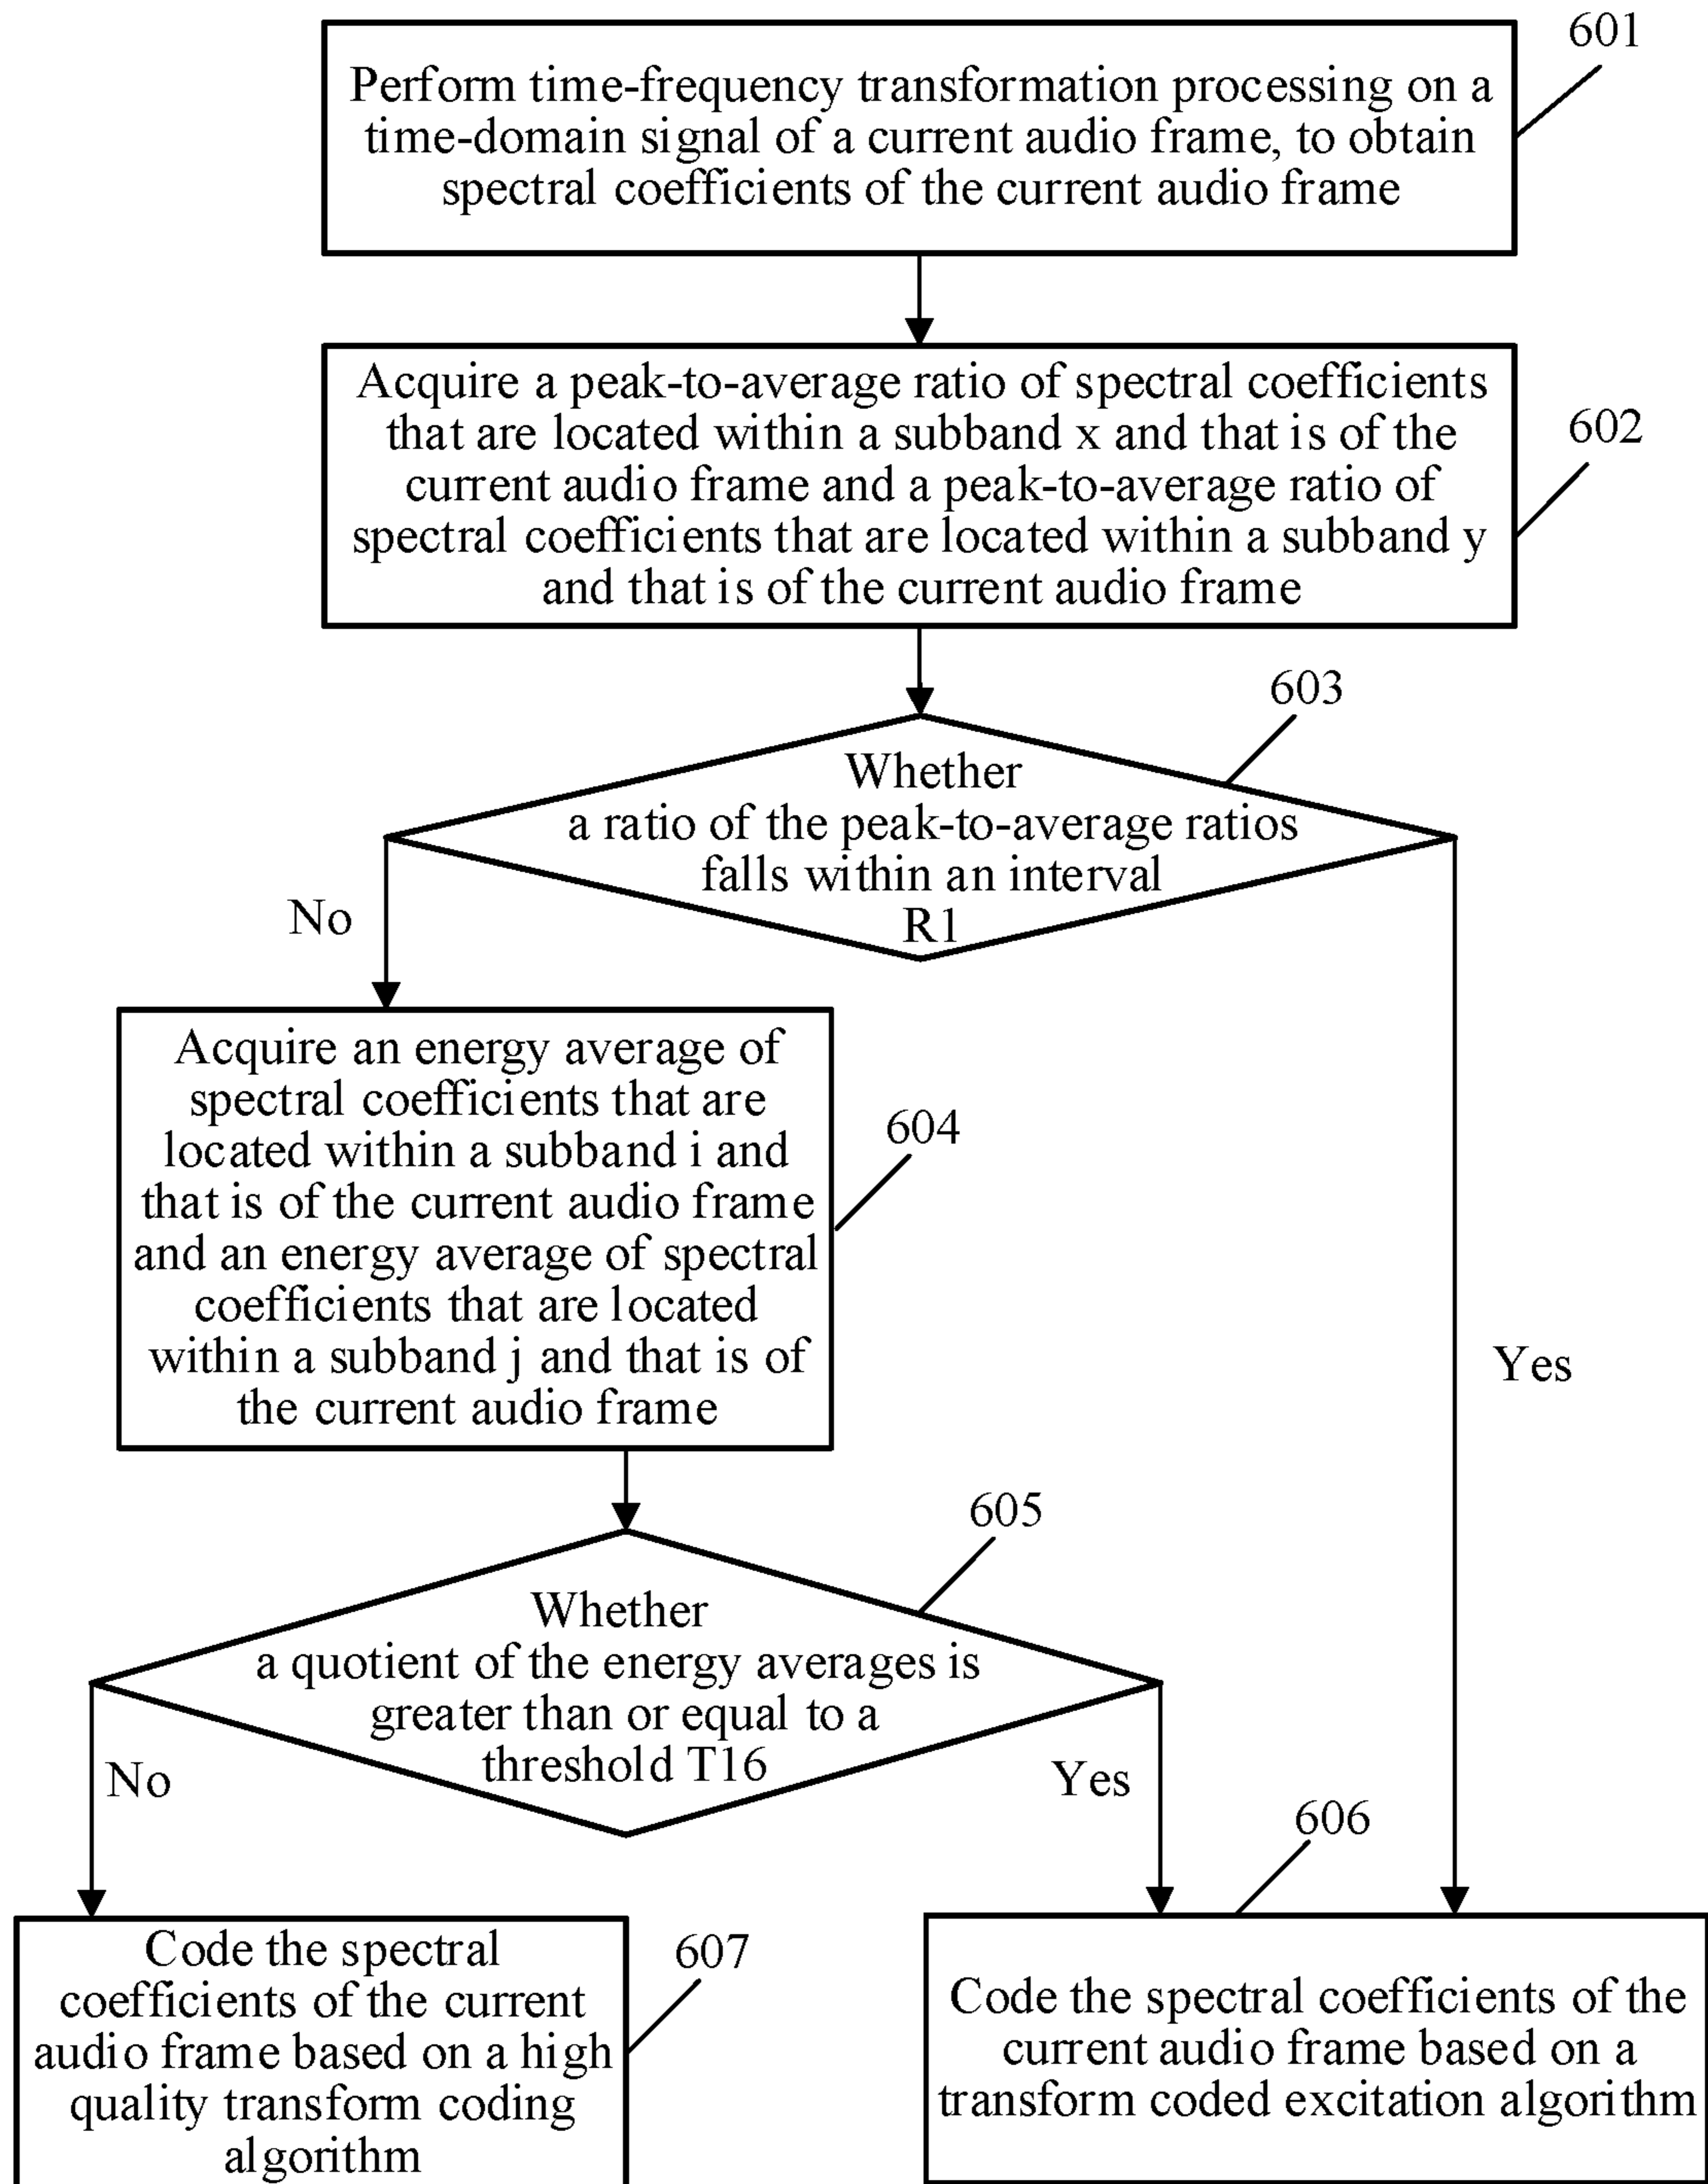 601
Perform time-frequency transformation processing on a
time-domain signal of a current audio frame, to obtain
spectral coefficients of the current audio frame
Acquire a peak-to-average ratio of spectral coefficients
that are located within a subband x and that is of the
current audio frame and a peak-to-average ratio of
spectral coefficients that are located within a subband y
and that is of the current audio frame
602
603
Whether
a ratio of the peak-to-average ratios
falls within an interval
R1
No
Yes
Acquire an energy average of
spectral coefficients that are
located within a subband i and
that is of the current audio frame
and an energy average of spectral
coefficients that are located
within a subband j and that is of
the current audio frame
604
605
Whether
a quotient of the energy averages is
greater than or equal to a
threshold T16
No
Yes
606
Code the spectral
coefficients of the current
audio frame based on a high
quality transform coding
algorithm
607
Code the spectral coefficients of the
current audio frame based on a
transform coded excitation algorithm